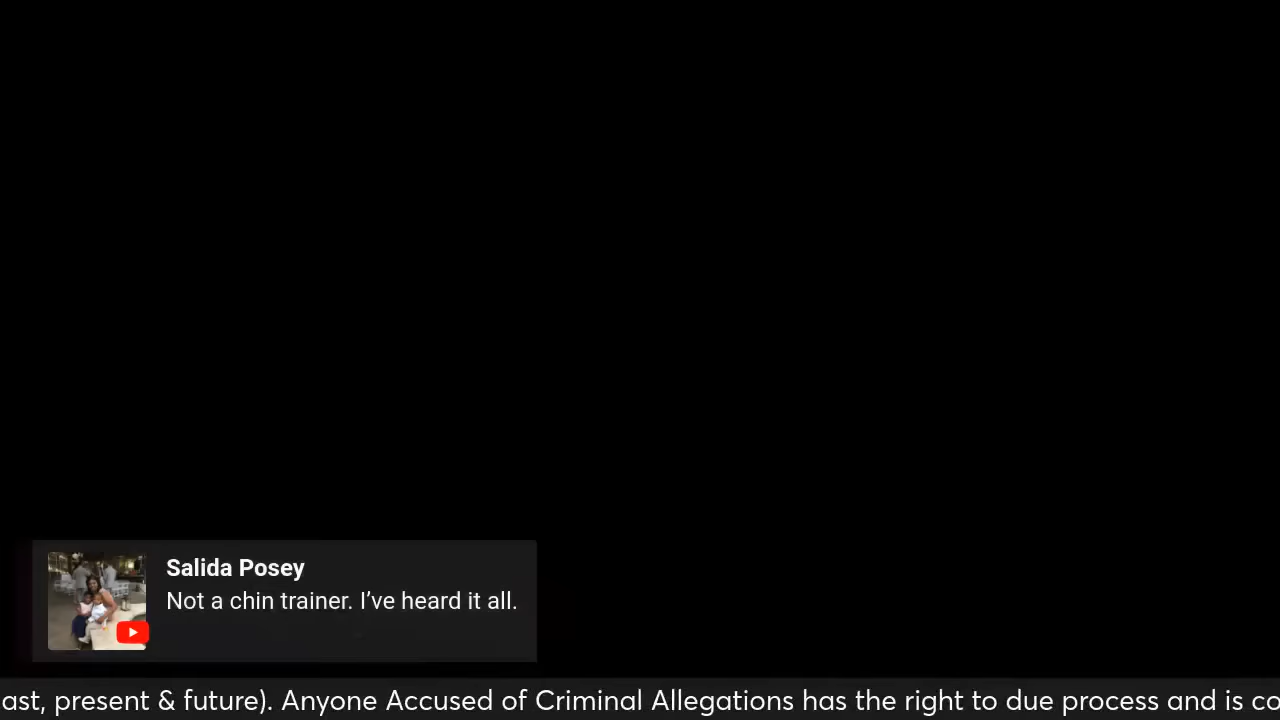 Salida Posey
Not a chin trainer. I’ve heard it all.
ast, present & future). Anyone Accused of Criminal Allegations has the right to due process and is co